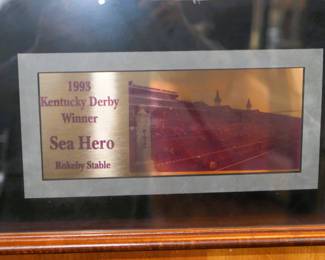 1993
Kentucky Derby
Winner
Sea Hero
Rokeby Stable